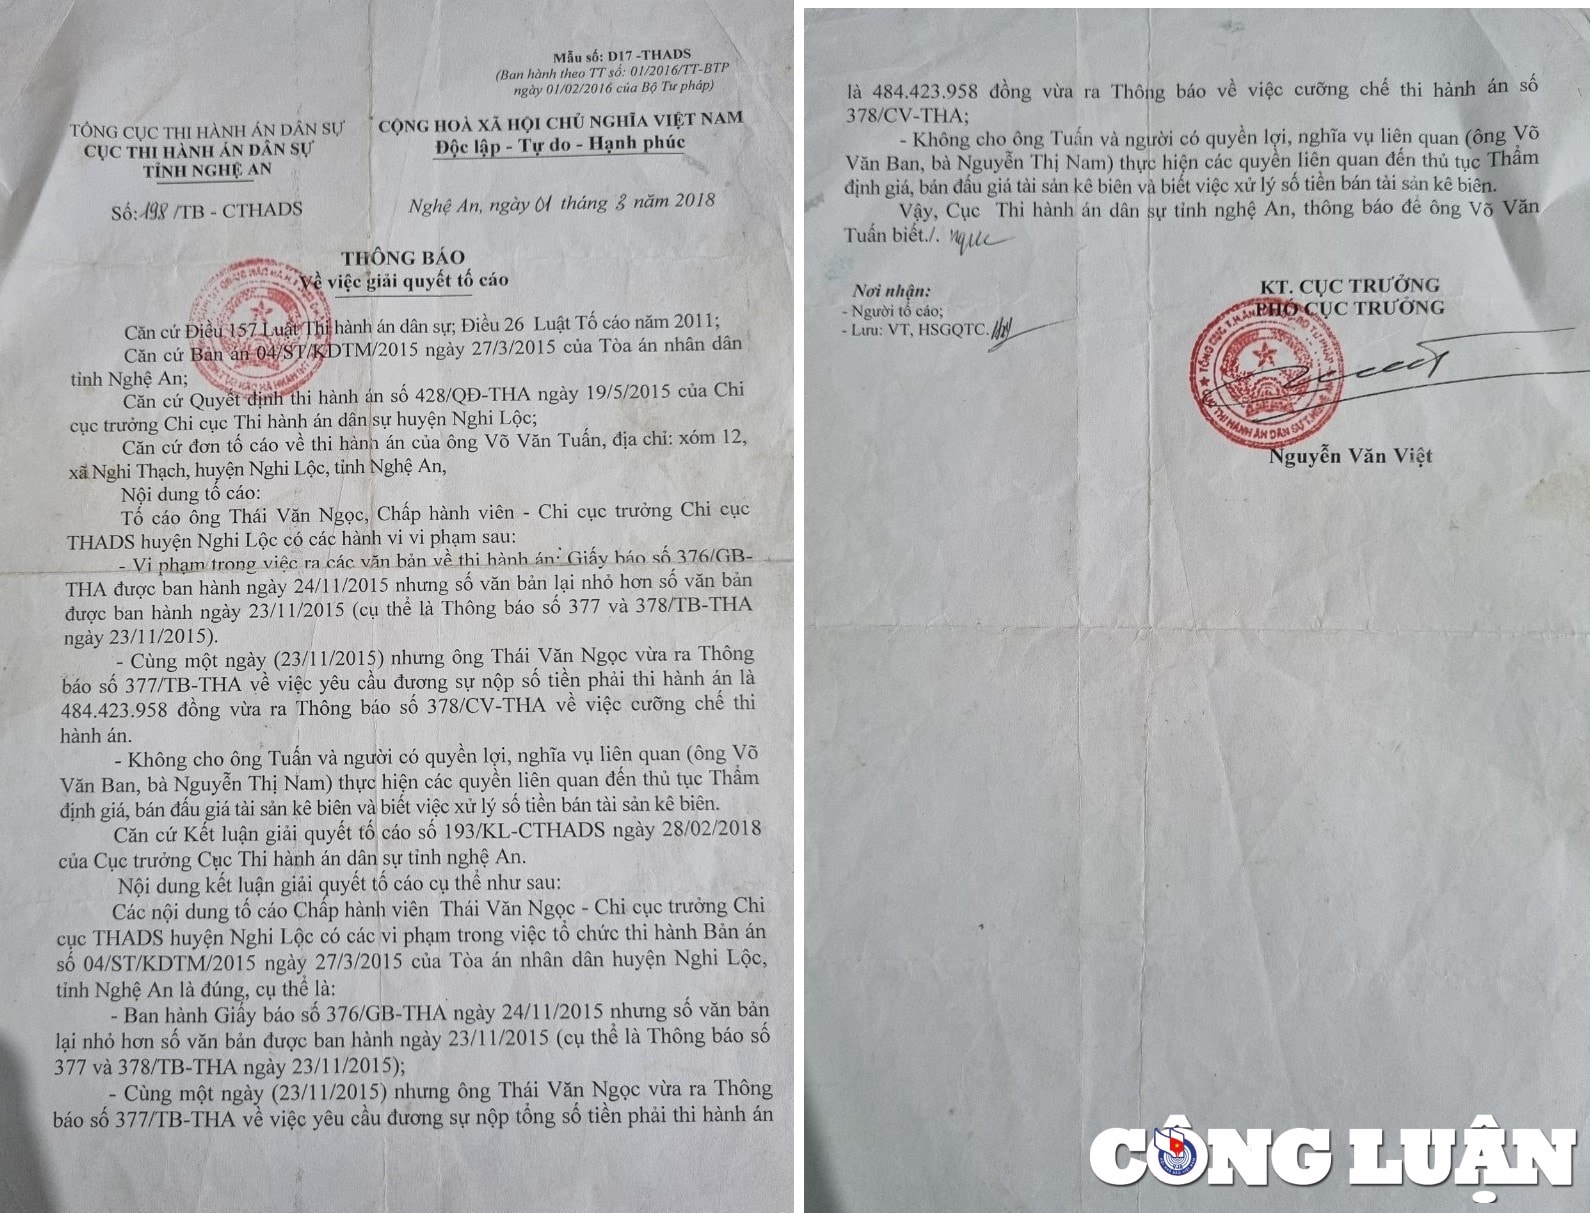 Mẫu số: D17 -THADS
(Ban hành theo TT số: 01/2016/TT-BTP
ngày 01/02/2016 của Bộ Tư pháp)
TỔNG CỤC THI HÀNH ÁN DÂN SỰ
CỤC THI HÀNH ÁN DÂN SỰ
TỈNH NGHỆ AN
CỘNG HOÀ XÃ HỘI CHỦ NGHĨA VIỆT NAM
Độc lập - Tự do - Hạnh phúc
Số:198/TB - CTHADS
Nghệ An, ngày 01 tháng 3 năm 2018
THÔNG BÁO
Về việc giải quyết tố cáo
Căn cứ Điều 157 Luật Thi hành án dân sự; Điều 26 Luật Tố cáo năm 2011;
Căn cứ Bản án 04/ST/KDTM/2015 ngày 27/3/2015 của Tòa án nhân dân
tỉnh Nghệ An;
Căn cứ Quyết định thi hành án số 428/QĐ-THA ngày 19/5/2015 của Chi
cục trưởng Chi cục Thi hành án dân sự huyện Nghi Lộc;
Căn cứ đơn tố cáo về thi hành án của ông Võ Văn Tuấn, địa chỉ: xóm 12,
xã Nghi Thạch, huyện Nghi Lộc, tỉnh Nghệ An,
Nội dung tố cáo:
Tố cáo ông Thái Văn Ngọc, Chấp hành viên - Chi cục trưởng Chi cục
THADS huyện Nghi Lộc có các hành vi vi phạm sau:
- Vi phạm trong việc ra các văn bản về thi hành án: Giấy báo số 376/GB-
THA được ban hành ngày 24/11/2015 nhưng số văn bản lại nhỏ hơn số văn bản
được ban hành ngày 23/11/2015 (cụ thể là Thông báo số 377 và 378/TB-THA
ngày 23/11/2015).
- Cùng một ngày (23/11/2015) nhưng ông Thái Văn Ngọc vừa ra Thông
báo số 377/TB-THA về việc yêu cầu đương sự nộp số tiền phải thi hành án là
484.423.958 đồng vừa ra Thông báo số 378/CV-THA về việc cưỡng chế thi
hành án.
- Không cho ông Tuấn và người có quyền lợi, nghĩa vụ liên quan (ông Võ
Văn Ban, bà Nguyễn Thị Nam) thực hiện các quyền liên quan đến thủ tục Thẩm
định giá, bán đấu giá tài sản kê biên và biết việc xử lý số tiền bán tài sản kê biên.
Căn cứ Kết luận giải quyết tố cáo số 193/KL-CTHADS ngày 28/02/2018
của Cục trưởng Cục Thi hành án dân sự tỉnh nghệ An.
Nội dung kết luận giải quyết tố cáo cụ thể như sau:
Các nội dung tố cáo Chấp hành viên Thái Văn Ngọc - Chi cục trưởng Chi
cục THADS huyện Nghi Lộc có các vi phạm trong việc tổ chức thi hành Bản án
số 04/ST/KDTM/2015 ngày 27/3/2015 của Tòa án nhân dân huyện Nghi Lộc,
tỉnh Nghệ An là đúng, cụ thể là:
- Ban hành Giấy báo số 376/GB-THA ngày 24/11/2015 nhưng số văn bản
lại nhỏ hơn số văn bản được ban hành ngày 23/11/2015 (cụ thể là Thông báo số
377 và 378/TB-THA ngày 23/11/2015);
- Cùng một ngày (23/11/2015) nhưng ông Thái Văn Ngọc vừa ra Thông
báo số 377/TB-THA về việc yêu cầu đương sự nộp tổng số tiền phải thi hành án
là 484.423.958 đồng vừa ra Thông báo về việc cưỡng chế thi hành án số
378/CV-THA;
- Không cho ông Tuấn và người có quyền lợi, nghĩa vụ liên quan (ông Võ
Văn Ban, bà Nguyễn Thị Nam) thực hiện các quyền liên quan đến thủ tục Thẩm
định giá, bán đấu giá tài sản kê biên và biết việc xử lý số tiền bán tài sản kê biên.
Vậy, Cục Thi hành án dân sự tỉnh nghệ An, thông báo để ông Võ Văn
Tuấn biết./.
Nơi nhận:
- Người tố cáo;
- Lưu: VT, HSGQTC.
KT. CỤC TRƯỞNG
PHÓ CỤC TRƯỞNG
Nguyễn Văn Việt
CÔNG LUẬN